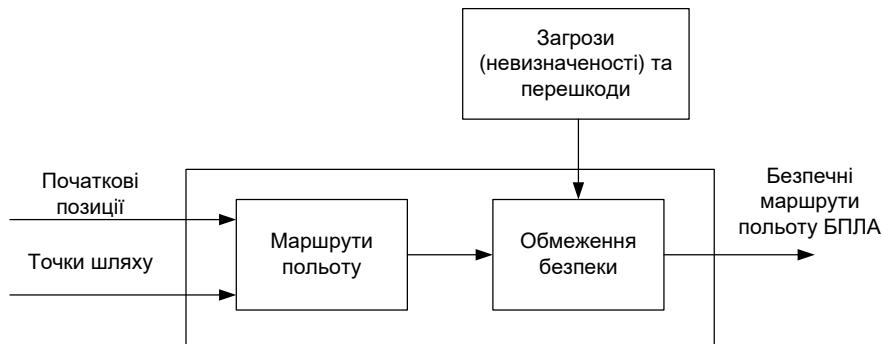 Загрози
(невизначеності) та
перешкоди
Початкові
позиції
Точки шляху
Маршрути
польоту
Обмеження
безпеки
Безпечні
маршрути
польоту БПЛА